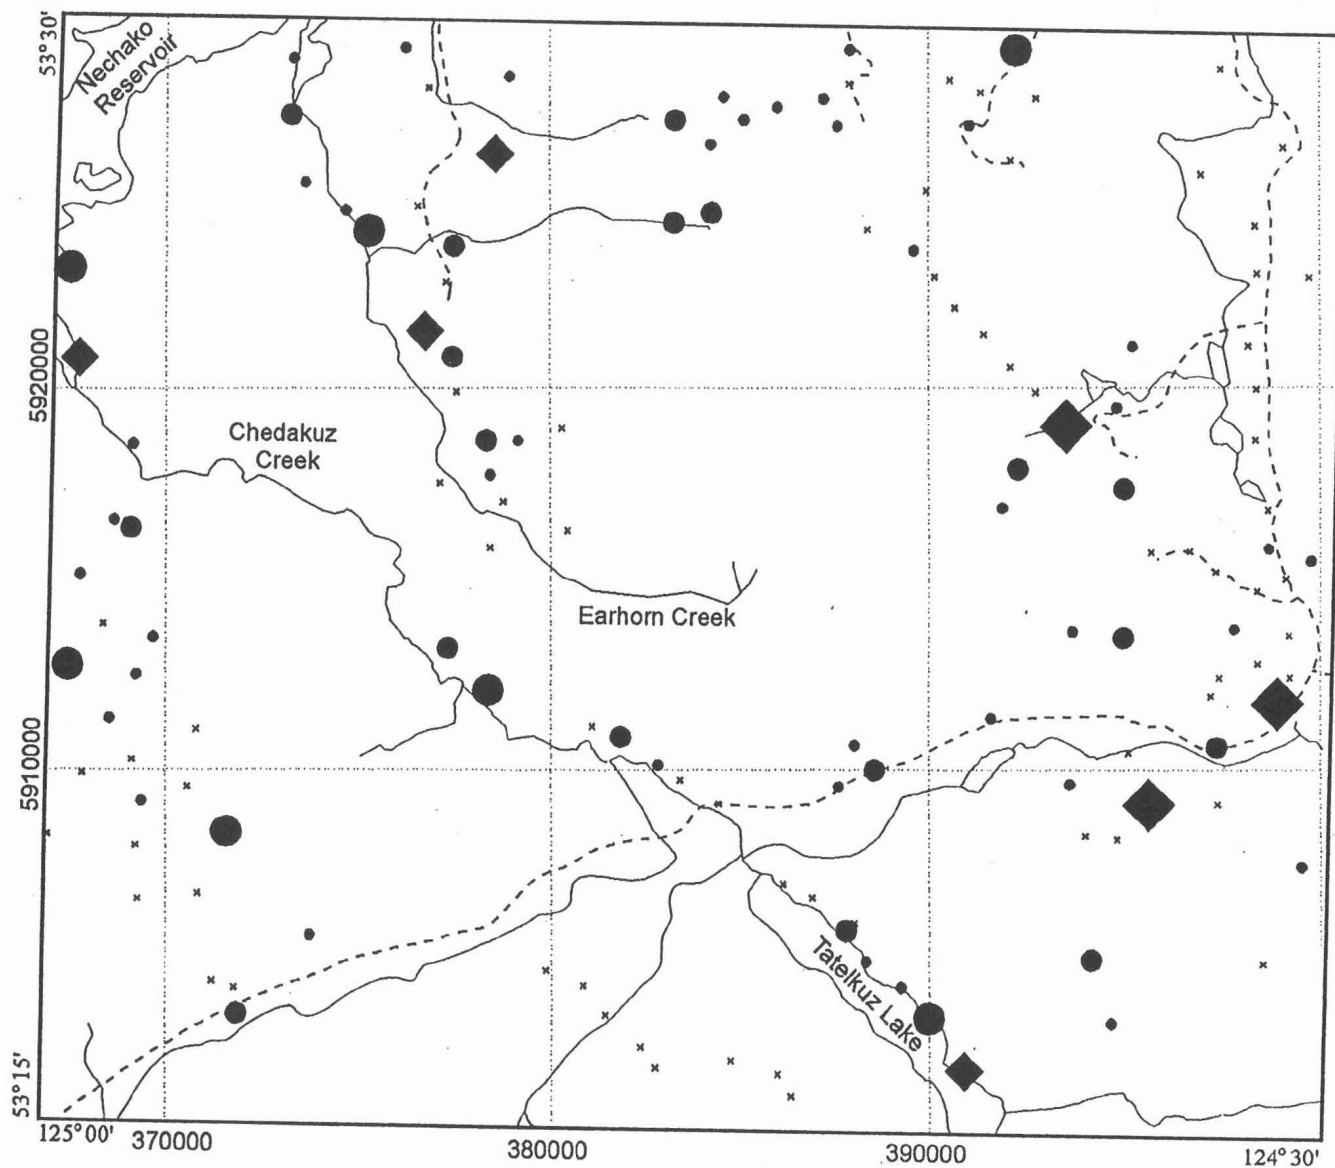 53°30'
Nechako
Reservoir
5920000
Chedakuz
Creek
Earhorn Creek
5910000
Tatelkuz Lake
53°15'
125°00'
370000
380000
390000
124°30'